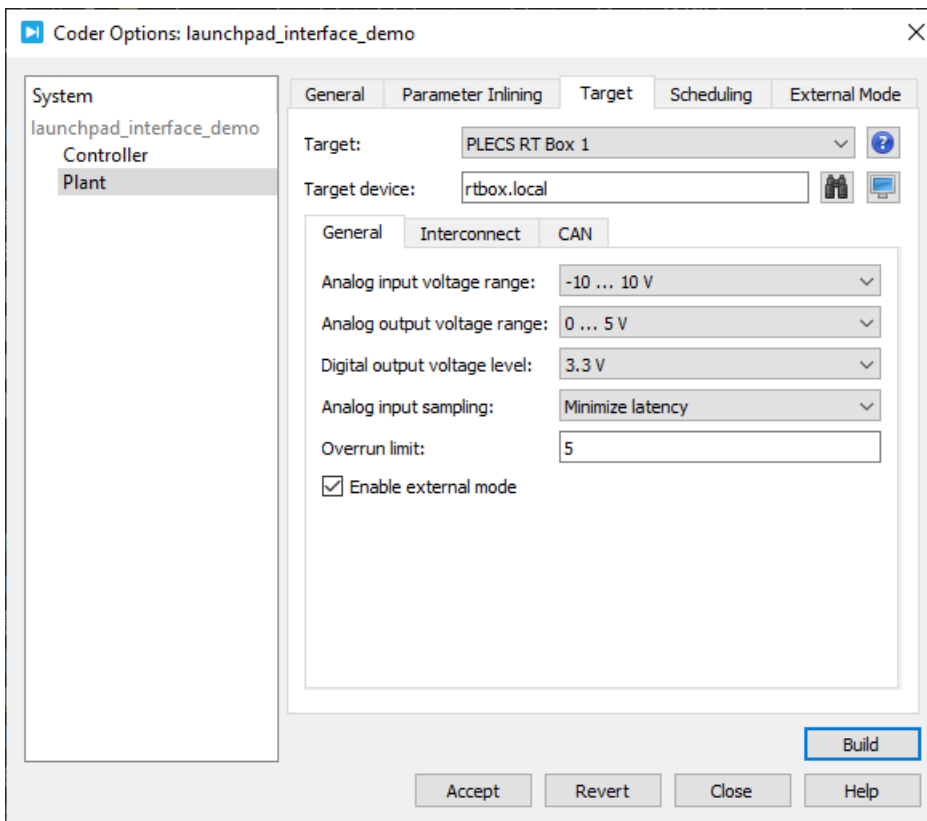 Coder Options: launchpad_interface_demo
System
launchpad_interface_demo
Controller
Plant
General Parameter Inlining Target Scheduling External Mode
Target: PLECS RT Box 1
Target device: rtbox.local
General Interconnect CAN
Analog input voltage range: -10 ... 10 V
Analog output voltage range: 0 ... 5 V
Digital output voltage level: 3.3 V
Analog input sampling: Minimize latency
Overrun limit: 5
Enable external mode
Build
Accept Revert Close Help